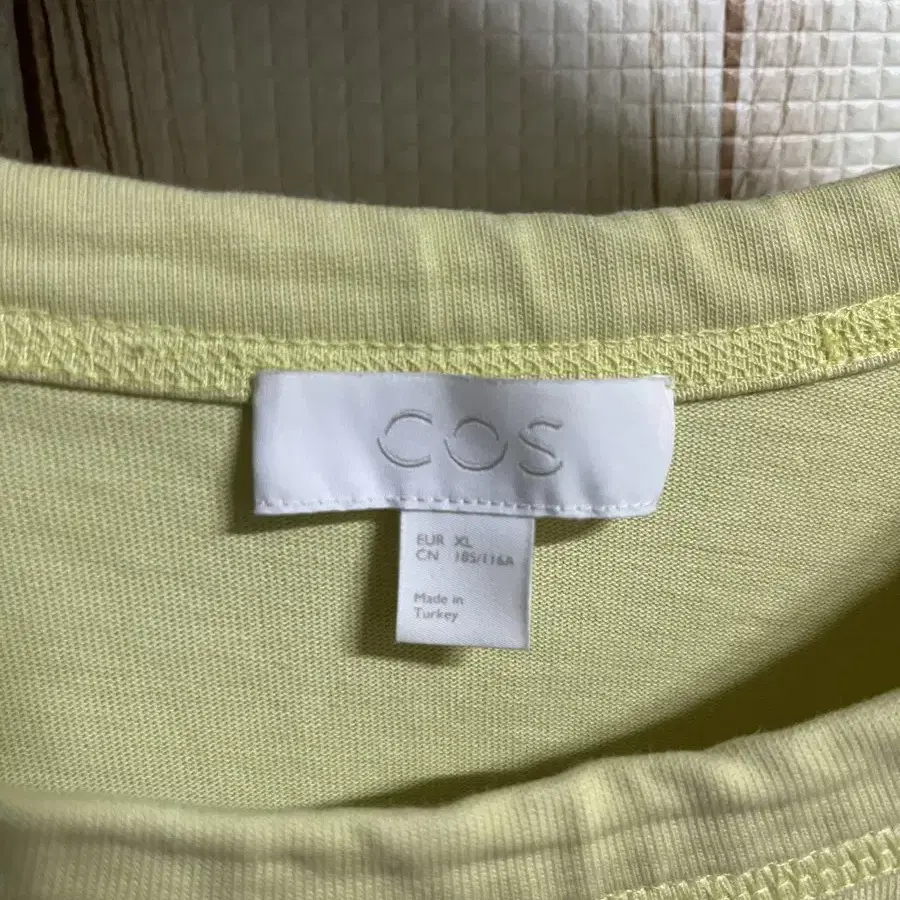 COS
EUR XL
CN 185/116A
Made in
Turkey